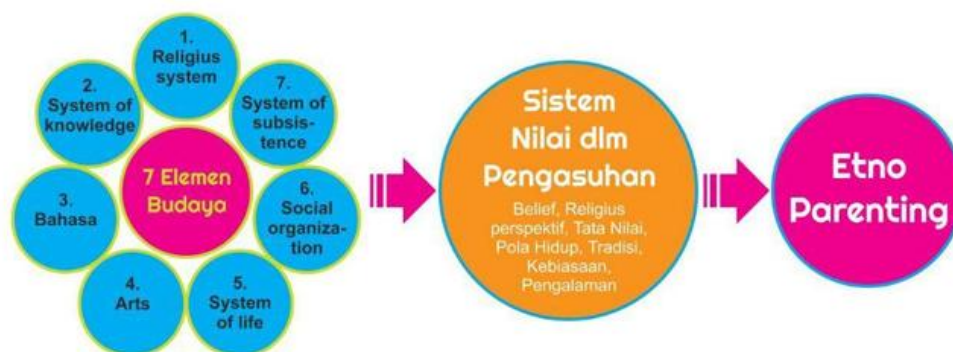 1.
Religius
system
2.
System of
knowledge
3.
Bahasa
4.
Arts
5.
System
of life
6.
Social
organiza-
tion
7.
System of
subsis-
tence
7 Elemen
Budaya
Sistem
Nilai dlm
Pengasuhan
Belief, Religius
perspektif, Tata Nilai,
Pola Hidup, Tradisi,
Kebiasaan,
Pengalaman
Etno
Parenting